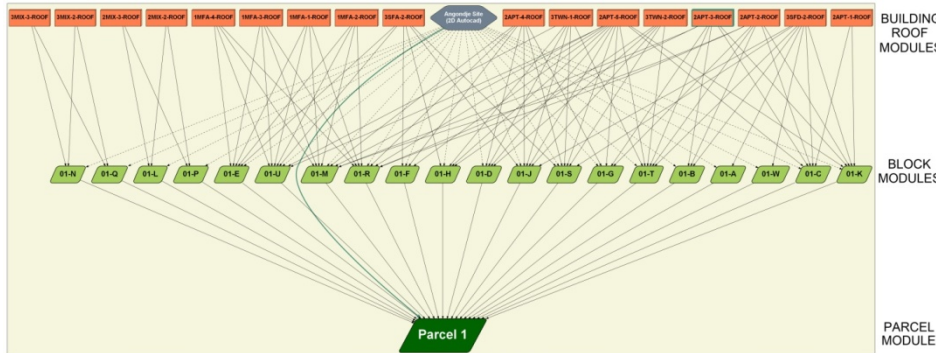 3MIX-3-ROOF
3MIX-2-ROOF
2MIX-3-ROOF
2MIX-2-ROOF
1MFA-4-ROOF
1MFA-3-ROOF
1MFA-1-ROOF
1MFA-2-ROOF
3SFA-2-ROOF
Angondje Site
(2D Autocad)
2APT-4-ROOF
3TWN-1-ROOF
2APT-5-ROOF
3TWN-2-ROOF
2APT-3-ROOF
2APT-2-ROOF
3SFD-2-ROOF
2APT-1-ROOF
BUILDING
ROOF
MODULES
01-N
01-Q
01-L
01-P
01-E
01-U
01-M
01-R
01-F
01-H
01-D
01-J
01-S
01-G
01-T
01-B
01-A
01-W
01-C
01-K
BLOCK
MODULES
Parcel 1
PARCEL
MODULE